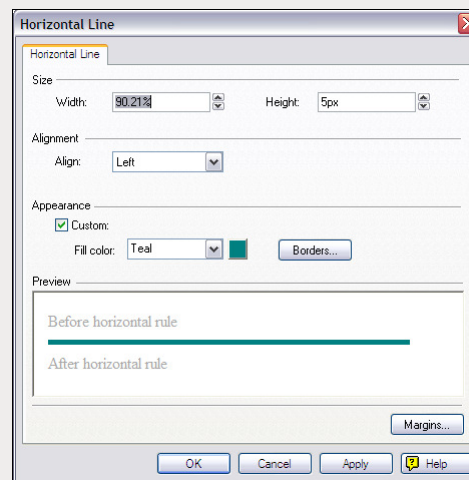 Horizontal Line
Horizontal Line
Size
Width: 90.21% Height: 5px
Alignment
Align: Left
Appearance
Custom:
Fill color: Teal Borders...
Preview
Before horizontal rule
After horizontal rule
Margins...
OK Cancel Apply Help